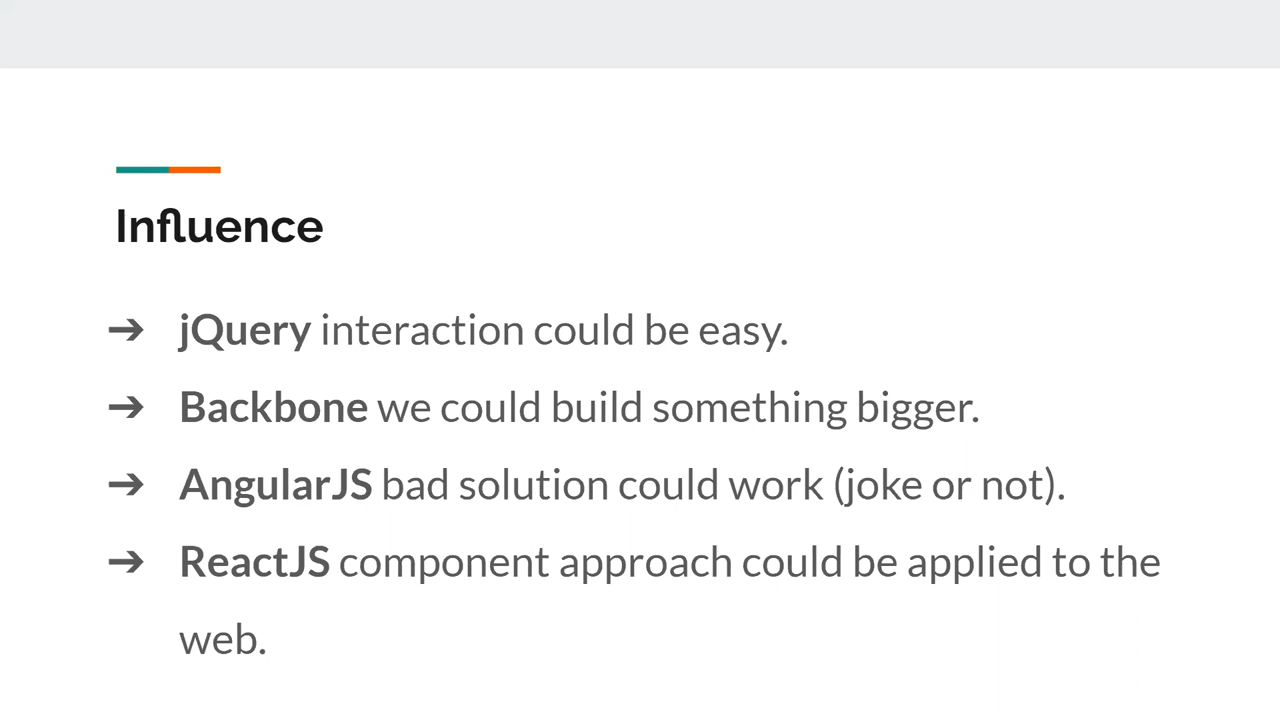 Influence
➔ jQuery interaction could be easy.
➔ Backbone we could build something bigger.
➔ AngularJS bad solution could work (joke or not).
➔ ReactJS component approach could be applied to the
web.